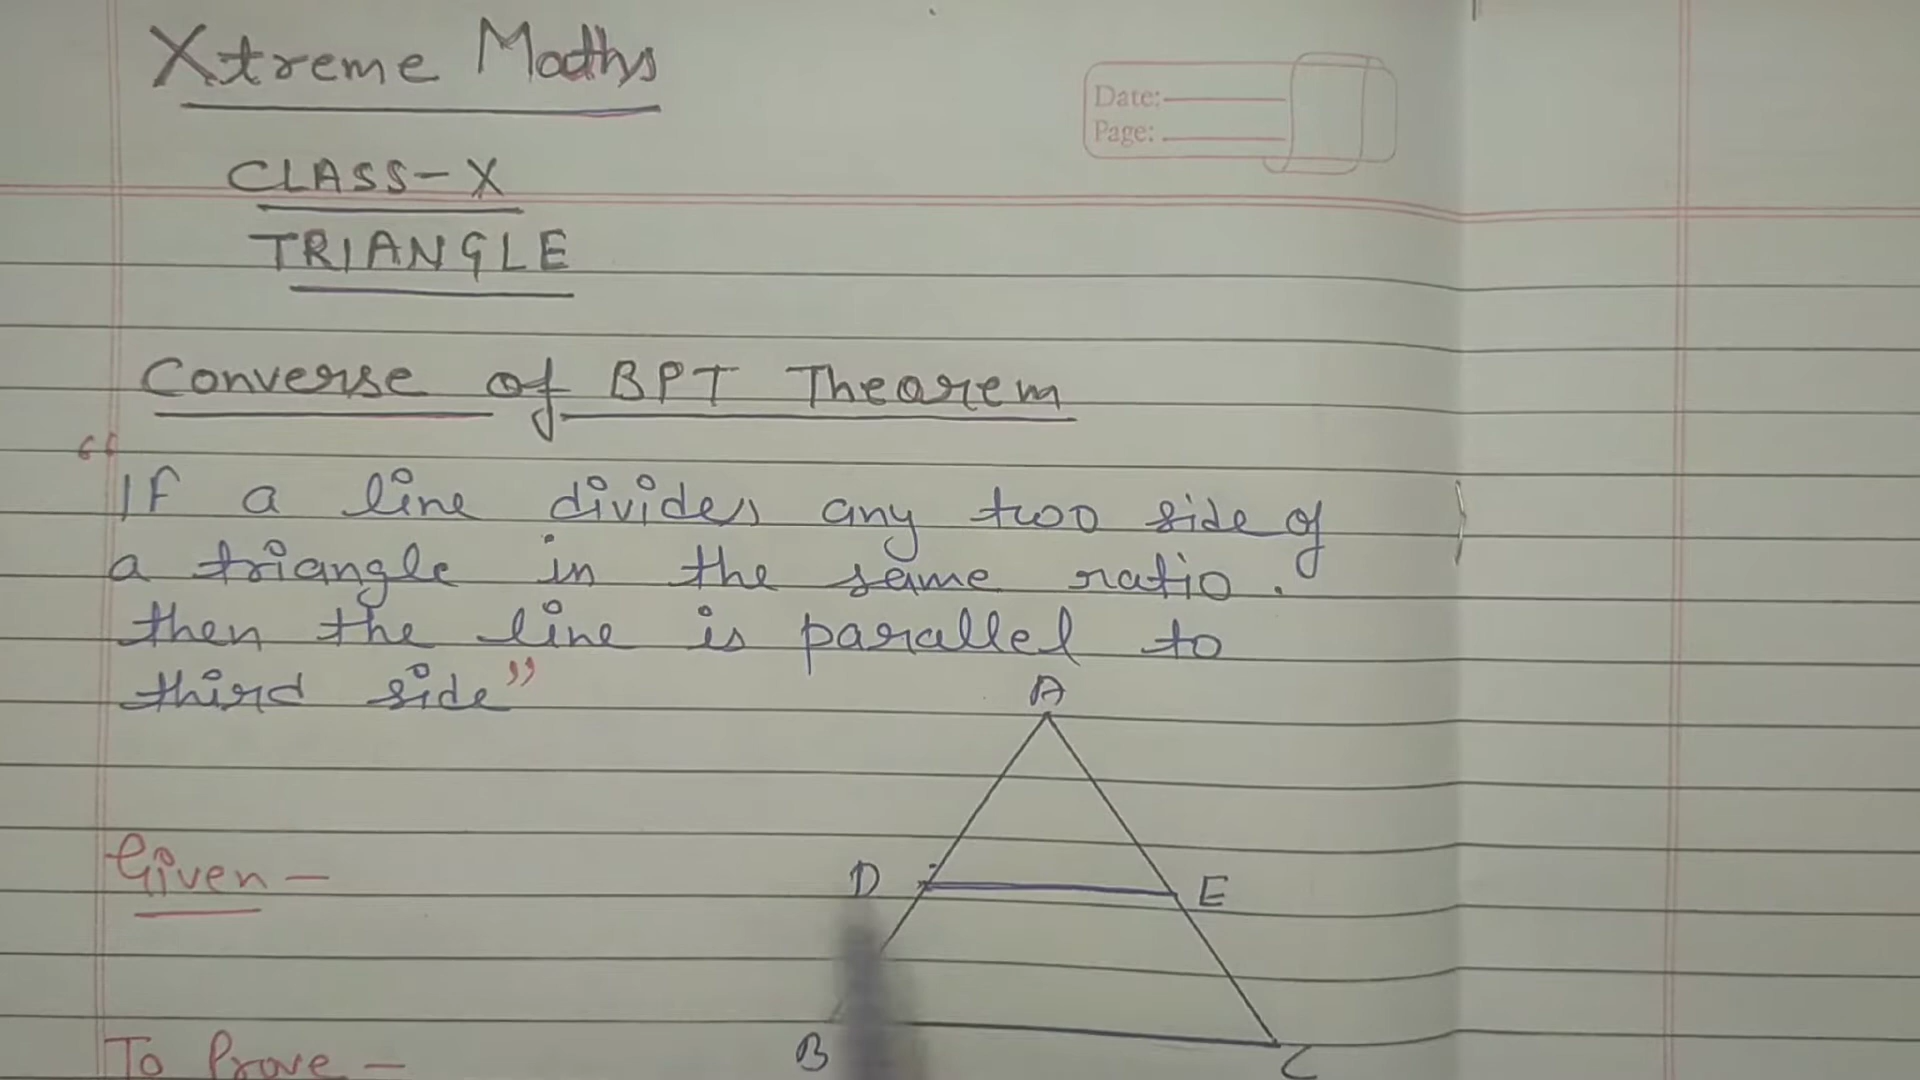 Xtreme Maths
Date:
Page:
CLASS-X
TRIANGLE
Converse of BPT Theorem
"If a line divides any two side of
a triangle in the same ratio.
then the line is parallel to
third side"
A
Given -
D
E
To Prove -
B
C